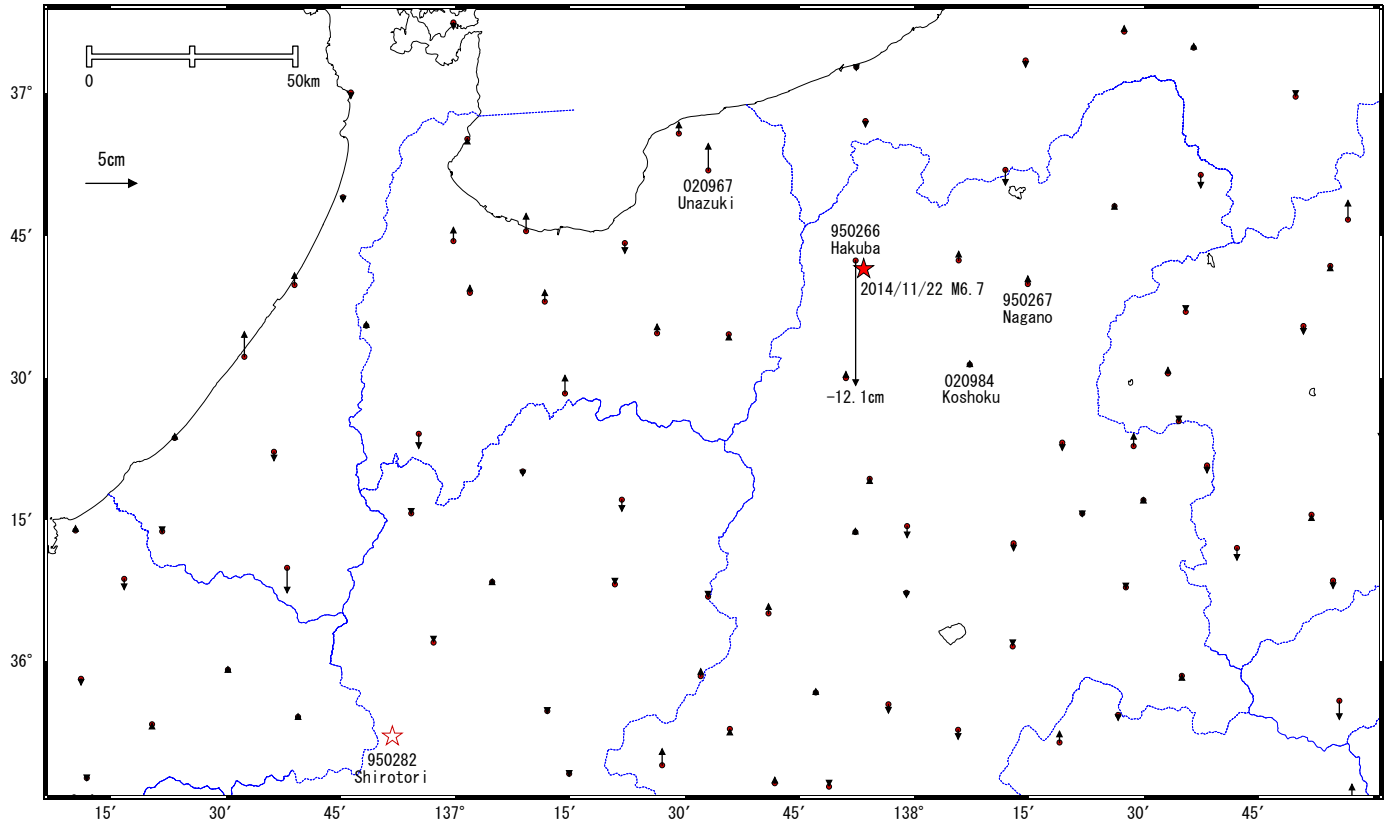 0
50km
37°
5cm
020967
Unazuki
45′
950266
Hakuba
2014/11/22 M6.7
950267
Nagano
30′
020984
Koshoku
-12.1cm
15′
36°
950282
Shirotori
15′
30′
45′
137°
15′
30′
45′
138°
15′
30′
45′